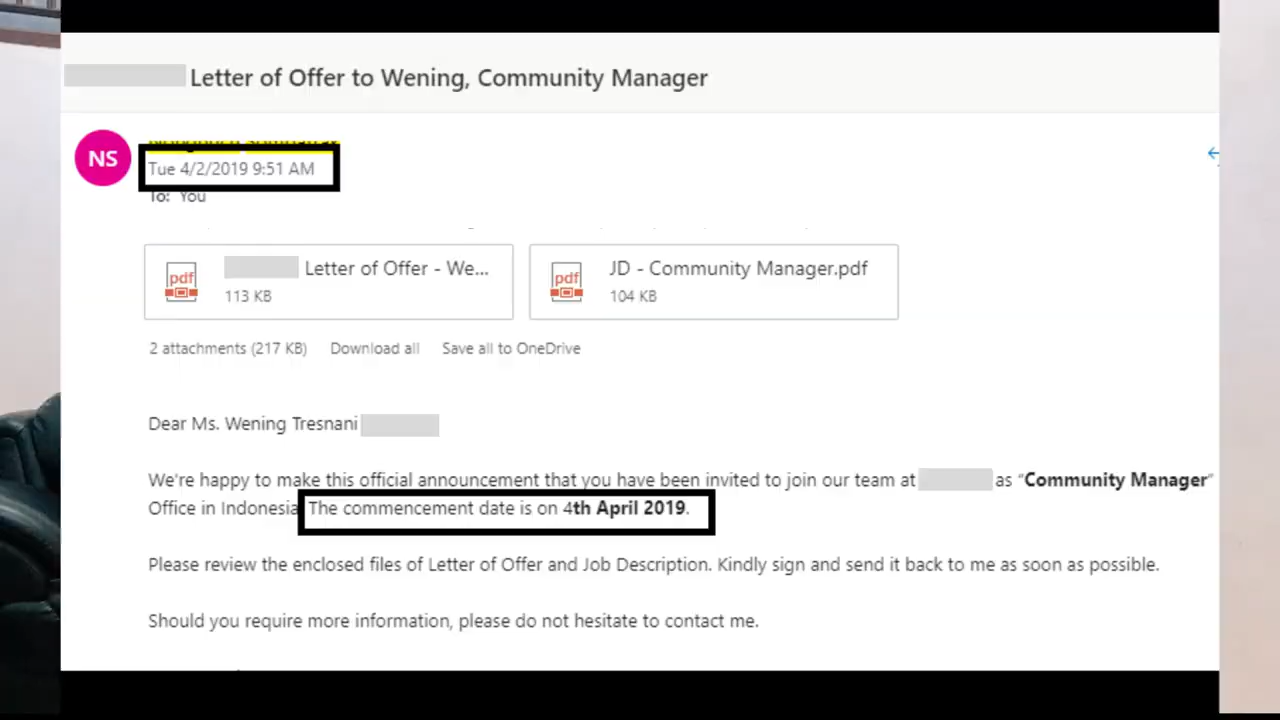 Letter of Offer to Wening, Community Manager
NS
Tue 4/2/2019 9:51 AM
To: You
pdf
Letter of Offer - We...
113 KB
pdf
JD - Community Manager.pdf
104 KB
2 attachments (217 KB) Download all Save all to OneDrive
Dear Ms. Wening Tresnani
We're happy to make this official announcement that you have been invited to join our team at as “Community Manager”
Office in Indonesia The commencement date is on 4th April 2019.
Please review the enclosed files of Letter of Offer and Job Description. Kindly sign and send it back to me as soon as possible.
Should you require more information, please do not hesitate to contact me.